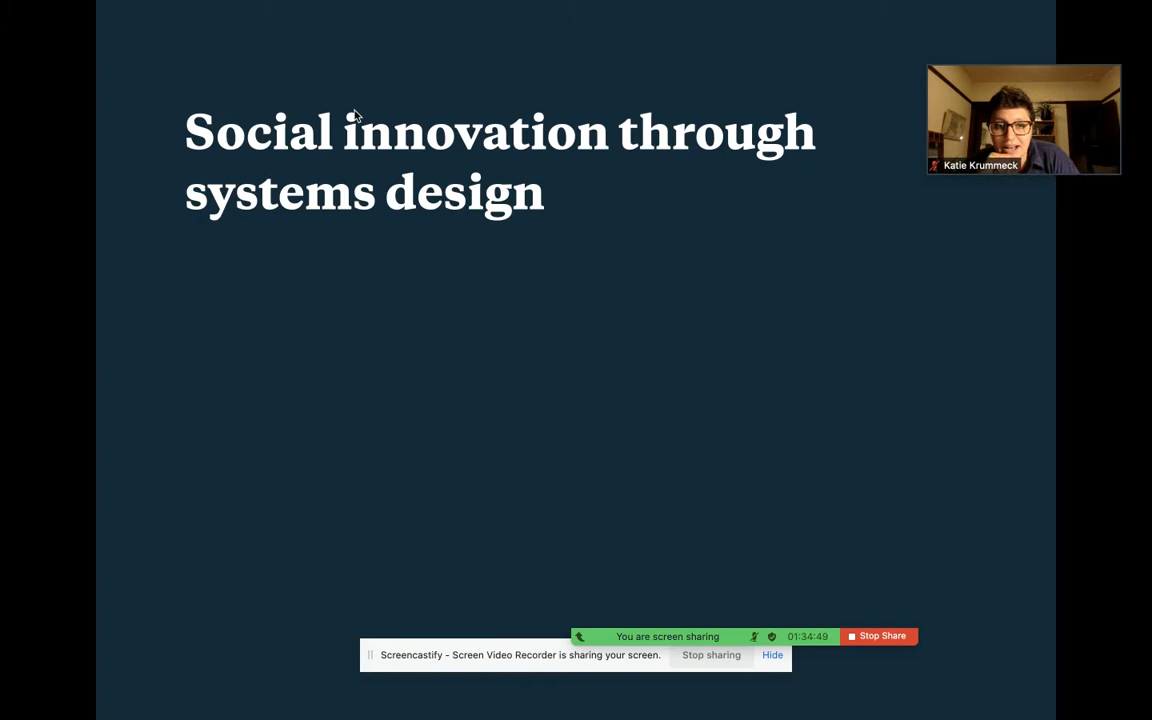 Social innovation through
systems design
Katie Krummeck
You are screen sharing
01:34:49
Stop Share
Screencastify - Screen Video Recorder is sharing your screen.
Stop sharing
Hide